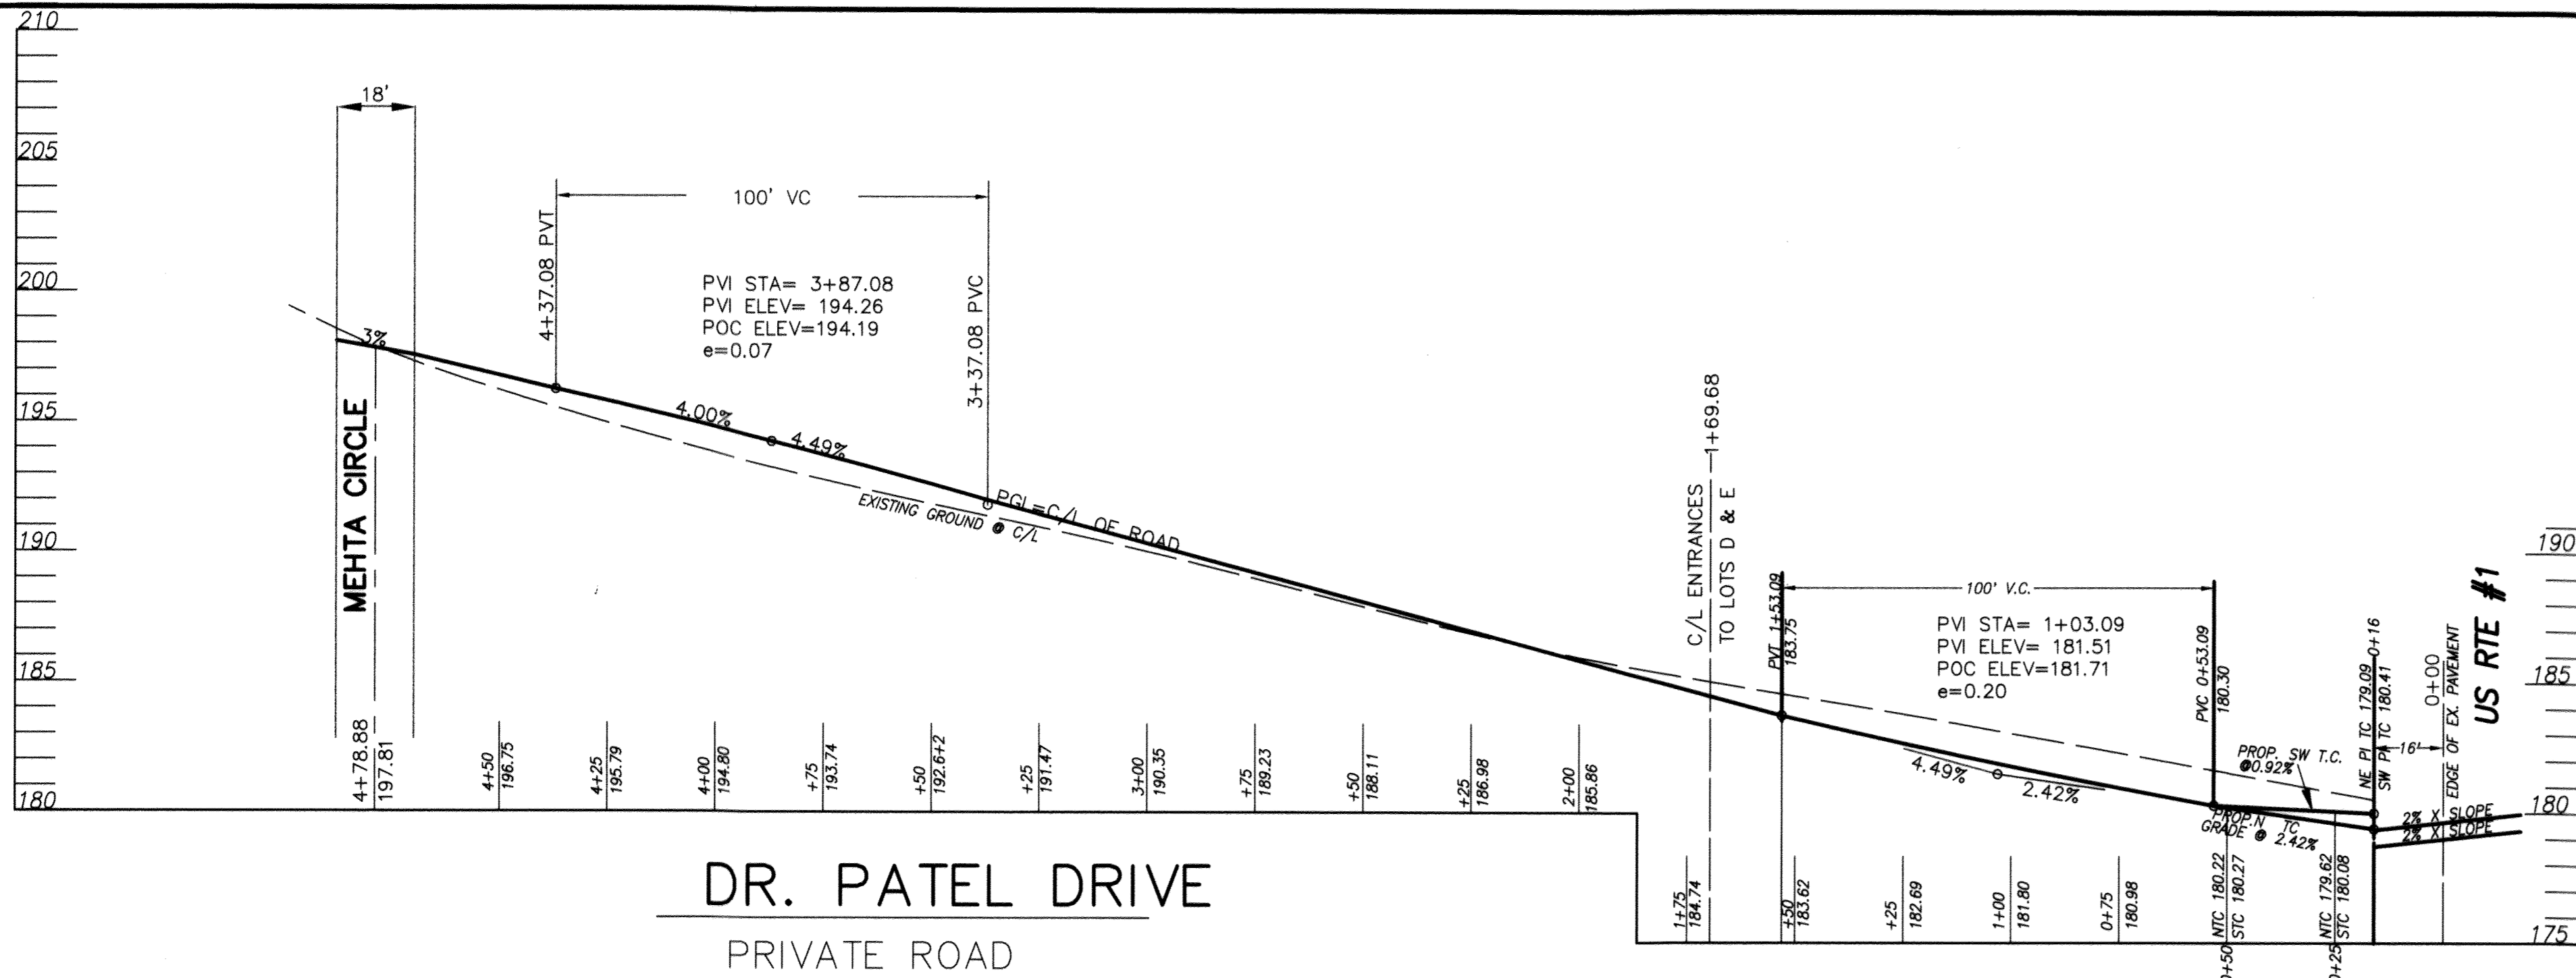 210
205
200
195
190
185
180
18'
3%
MEHTA CIRCLE
4+78.88
197.81
4+37.08 PVT
100' VC
3+37.08 PVC
PVI STA= 3+87.08
PVI ELEV= 194.26
POC ELEV=194.19
e=0.07
4.00%
4.49%
EXISTING GROUND @ C/L
PGL=C/L OF ROAD
4+50
196.75
4+25
195.79
4+00
194.80
+75
193.74
+50
192.6+2
+25
191.47
3+00
190.35
+75
189.23
+50
188.11
+25
186.98
2+00
185.86
C/L ENTRANCES
TO LOTS D & E
1+69.68
PVT 1+53.09
183.75
100' V.C.
PVI STA= 1+03.09
PVI ELEV= 181.51
POC ELEV=181.71
e=0.20
4.49%
2.42%
PVC 0+53.09
180.30
PROP. SW T.C.
@0.92%
PROP.N TC
GRADE @ 2.42%
NE PI TC 179.09
SW PI TC 180.41
0+16
16'
0+00
EDGE OF EX. PAVEMENT
US RTE #1
2% X SLOPE
2% X SLOPE
190
185
180
175
1+75
184.74
+50
183.62
+25
182.69
1+00
181.80
0+75
180.98
0+50
NTC 180.22
STC 180.27
0+25
NTC 179.62
STC 180.08
DR. PATEL DRIVE
PRIVATE ROAD